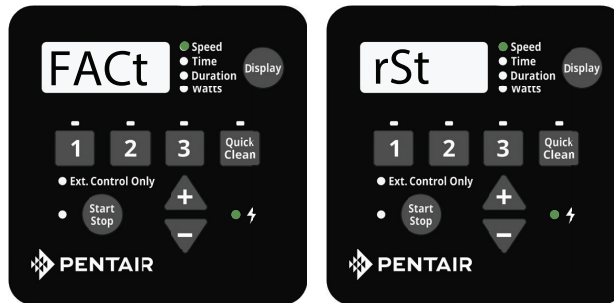 FACt
Speed
Time
Duration
Watts
Display
1 2 3 Quick Clean
Ext. Control Only
Start Stop
+
−
PENTAIR
rSt
Speed
Time
Duration
Watts
Display
1 2 3 Quick Clean
Ext. Control Only
Start Stop
+
−
PENTAIR